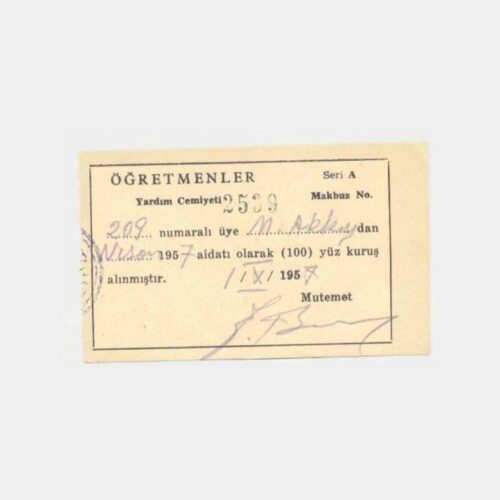 ÖĞRETMENLER Seri A
Yardım Cemiyeti 2539 Makbuz No.
209 numaralı üye M. Akbay dan
Nisan 1957 aidatı olarak (100) yüz kuruş
alınmıştır. 1/X/1957
Mutemet